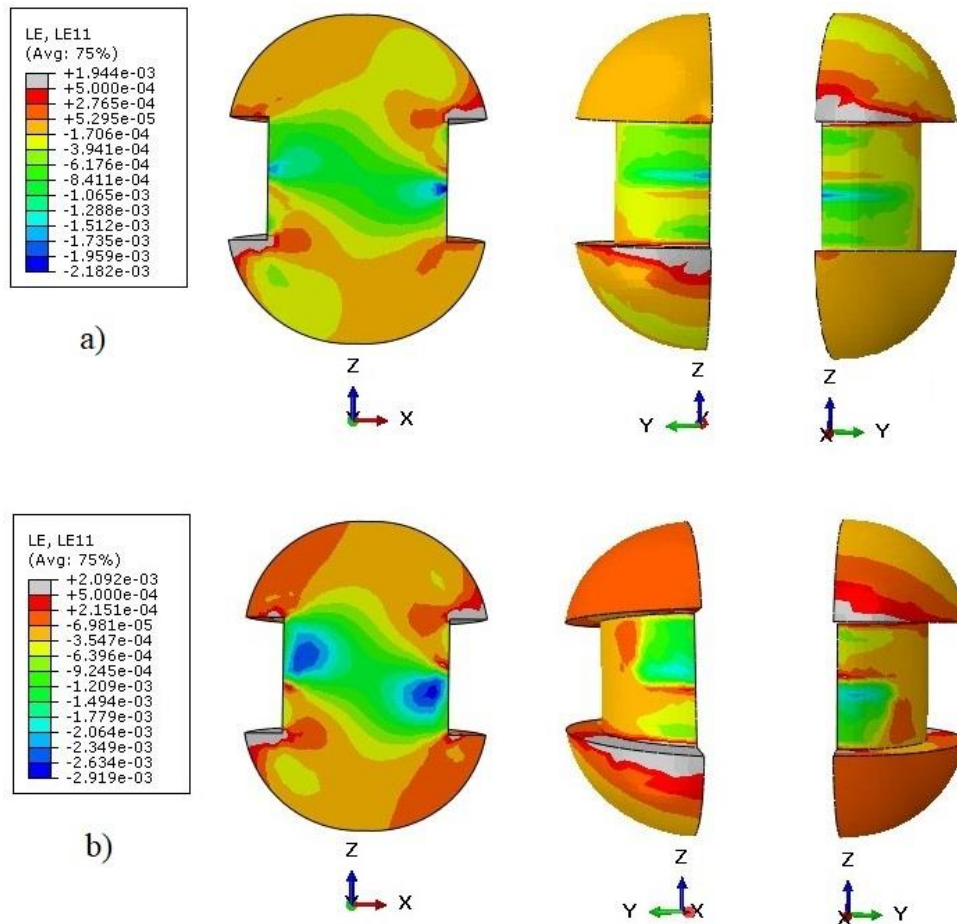 LE, LE11
(Avg: 75%)
+1.944e-03
+5.000e-04
+2.765e-04
+5.295e-05
-1.706e-04
-3.941e-04
-6.176e-04
-8.411e-04
-1.065e-03
-1.288e-03
-1.512e-03
-1.735e-03
-1.959e-03
-2.182e-03
a)
Z
X
Z
Y
Z
X
Y
LE, LE11
(Avg: 75%)
+2.092e-03
+5.000e-04
+2.151e-04
-6.981e-05
-3.547e-04
-6.396e-04
-9.245e-04
-1.209e-03
-1.494e-03
-1.779e-03
-2.064e-03
-2.349e-03
-2.634e-03
-2.919e-03
b)
Z
X
Z
Y
X
Z
X
Y